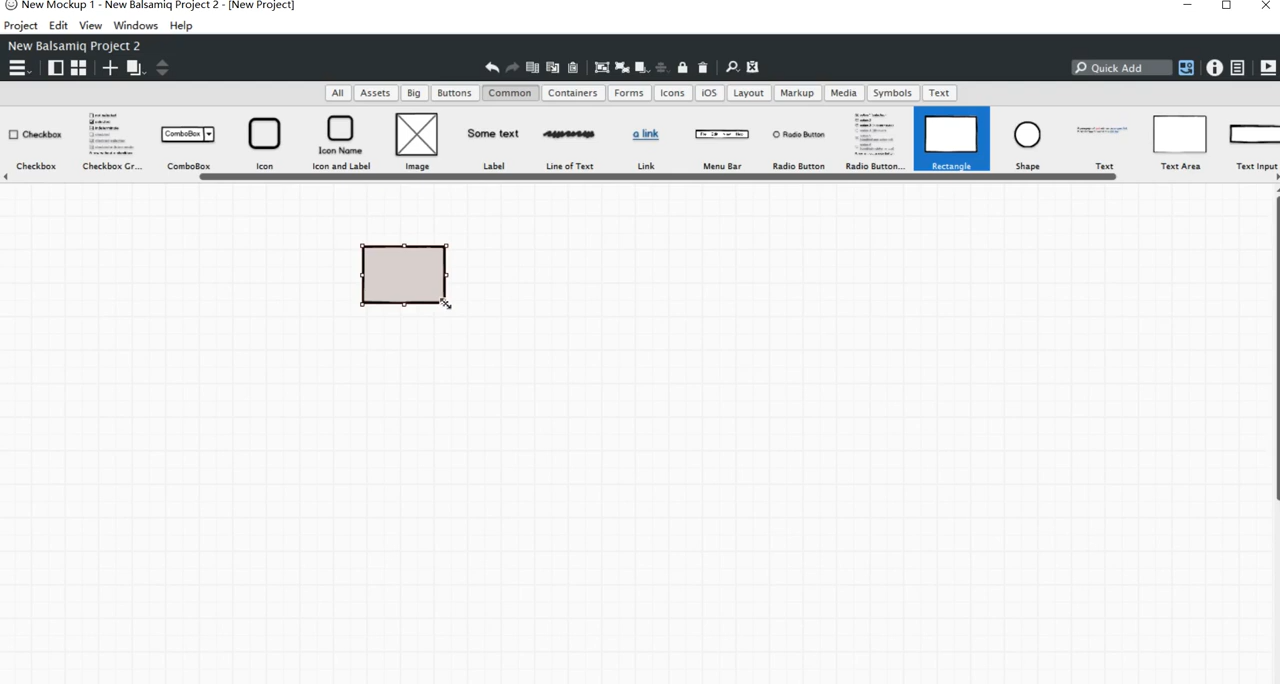 New Mockup 1 - New Balsamiq Project 2 - [New Project]
Project Edit View Windows Help
New Balsamiq Project 2
Quick Add
All Assets Big Buttons Common Containers Forms Icons iOS Layout Markup Media Symbols Text
Checkbox ComboBox Icon Name Some text a link Radio Button
Checkbox Checkbox Gr... ComboBox Icon Icon and Label Image Label Line of Text Link Menu Bar Radio Button Radio Button... Rectangle Shape Text Text Area Text Input